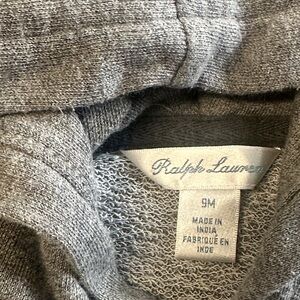 Ralph Lauren
9M
MADE IN
INDIA
FABRIQUÉ EN
INDE